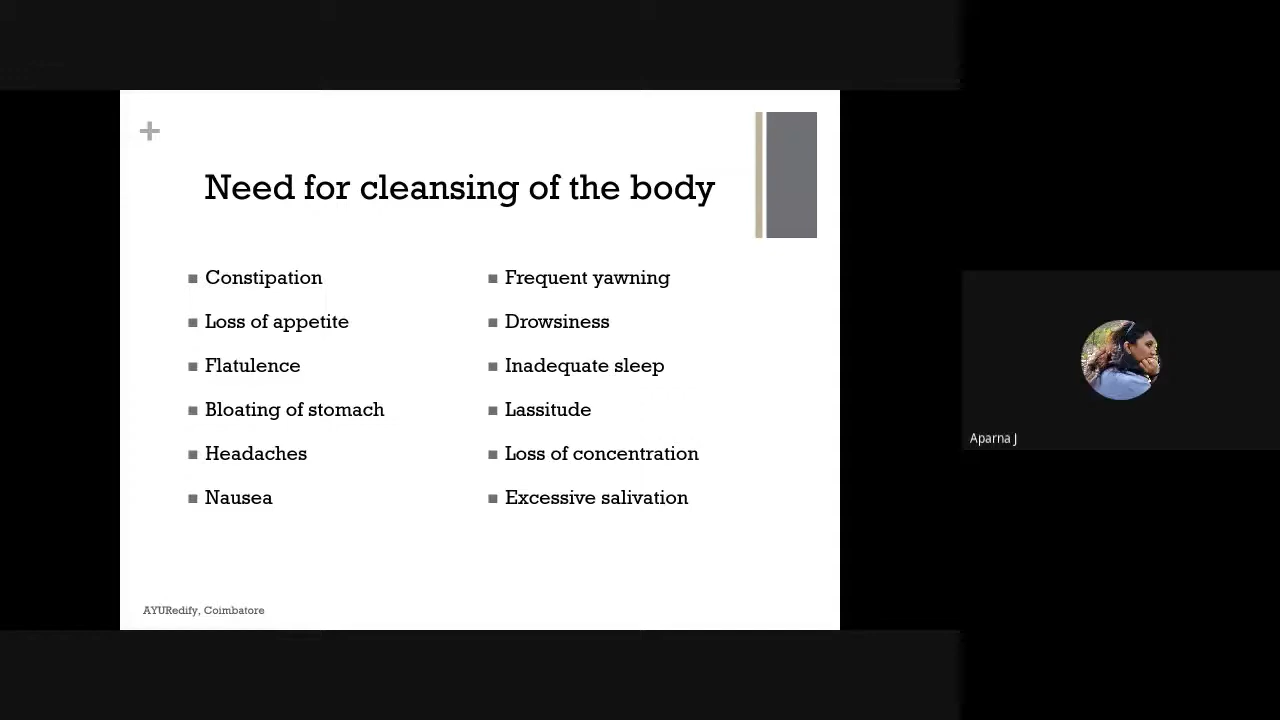 Need for cleansing of the body
Constipation
Loss of appetite
Flatulence
Bloating of stomach
Headaches
Nausea
Frequent yawning
Drowsiness
Inadequate sleep
Lassitude
Loss of concentration
Excessive salivation
AYURedify, Coimbatore
Aparna J